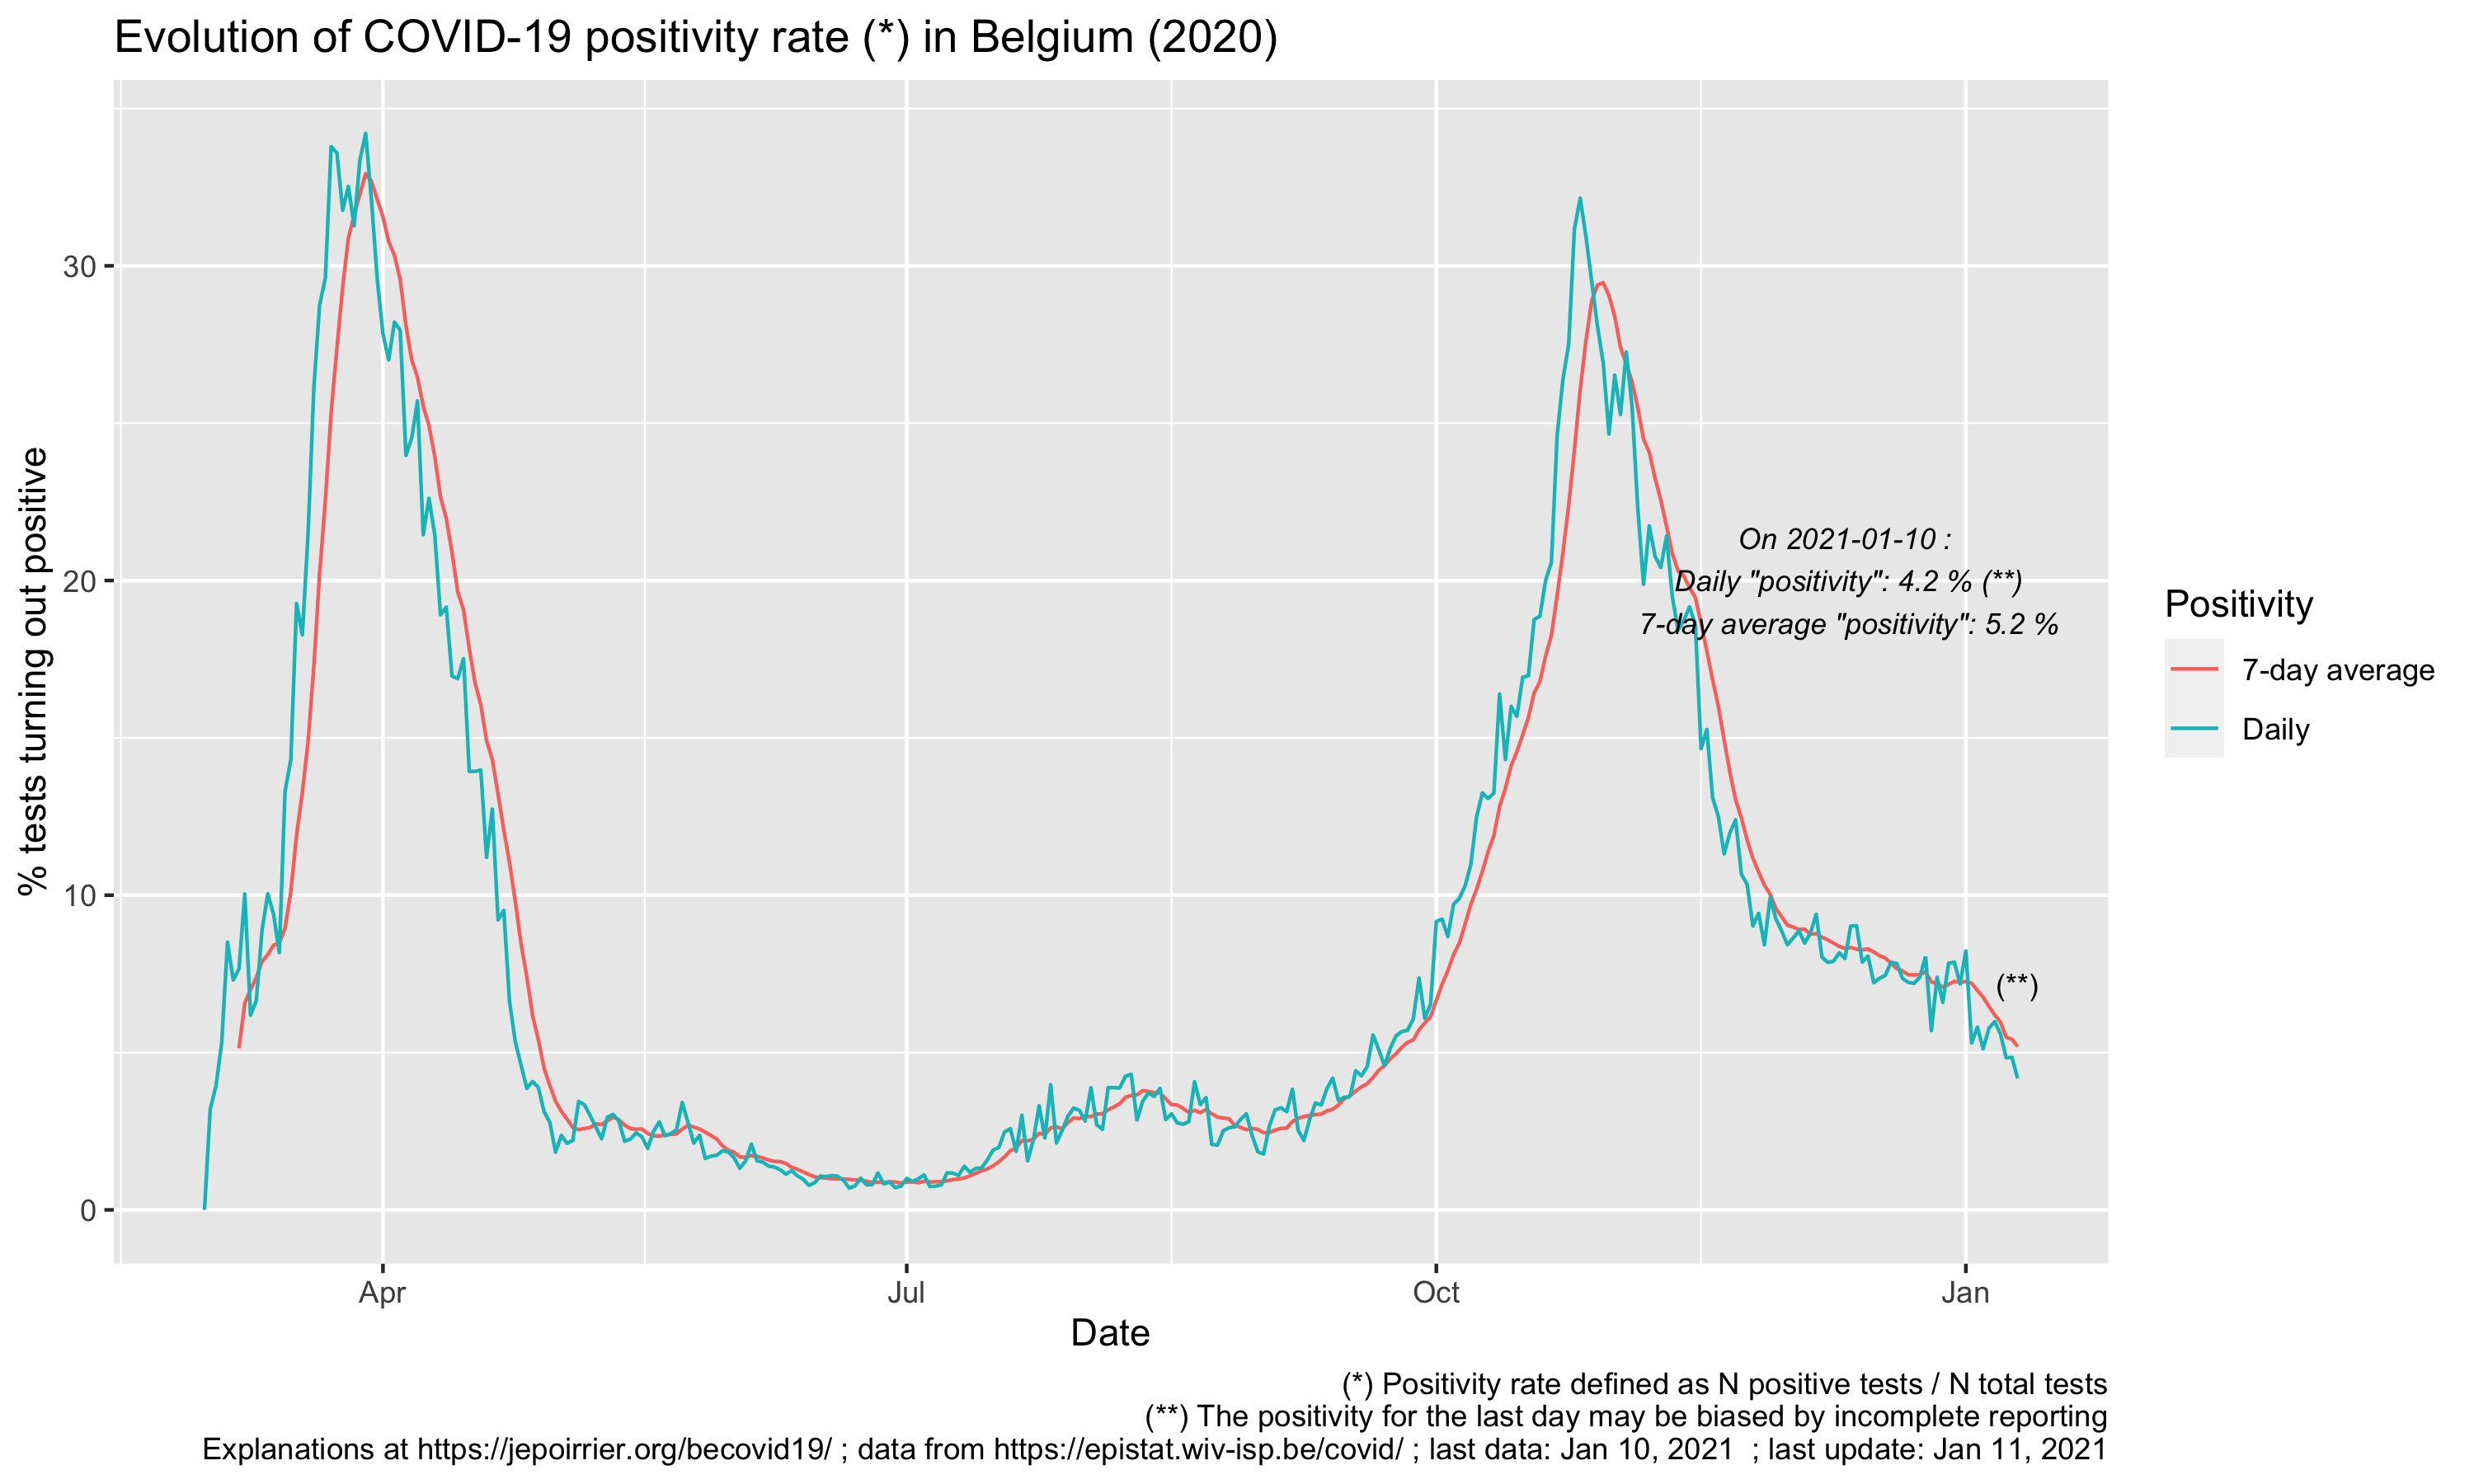 Evolution of COVID-19 positivity rate (*) in Belgium (2020)
% tests turning out positive
30
20
10
0
On 2021-01-10 :
Daily "positivity": 4.2 % (**)
7-day average "positivity": 5.2 %
(**)
Positivity
7-day average
Daily
Apr
Jul
Oct
Jan
Date
(*) Positivity rate defined as N positive tests / N total tests
(**) The positivity for the last day may be biased by incomplete reporting
Explanations at https://jepoirrier.org/becovid19/ ; data from https://epistat.wiv-isp.be/covid/ ; last data: Jan 10, 2021  ; last update: Jan 11, 2021